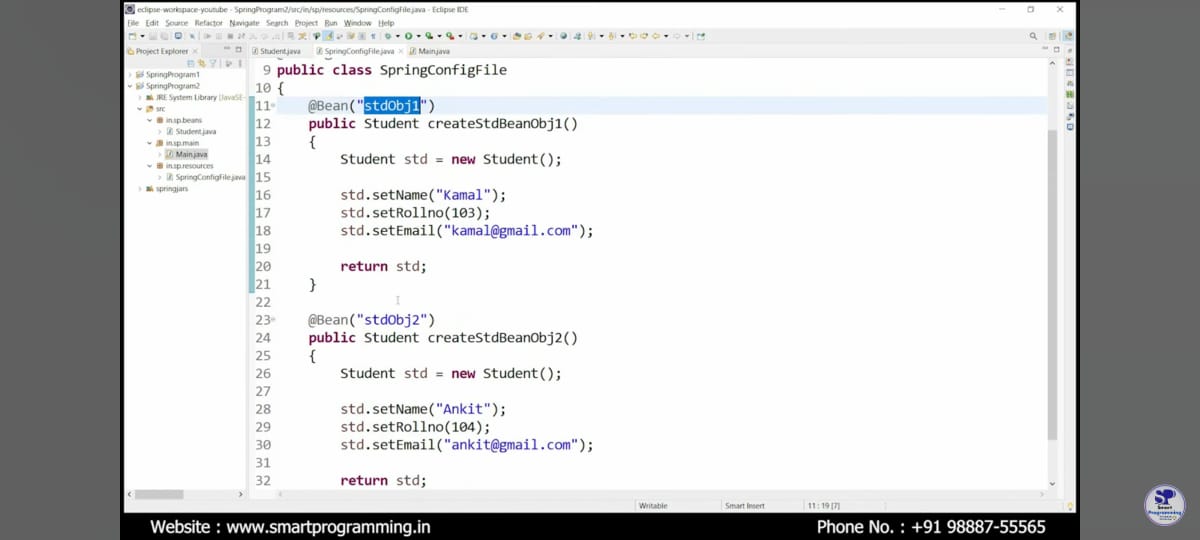 eclipse-workspace-youtube - SpringProgram2/src/in/sp/resources/SpringConfigFile.java - Eclipse IDE
File Edit Source Refactor Navigate Search Project Run Window Help
Project Explorer
Student.java SpringConfigFile.java Main.java
SpringProgram1
SpringProgram2
JRE System Library [JavaSE-
src
in.sp.beans
Student.java
in.sp.main
Main.java
in.sp.resources
SpringConfigFile.java
springjars
9 public class SpringConfigFile
10 {
11 @Bean("stdObj1")
12 public Student createStdBeanObj1()
13 {
14 Student std = new Student();
15
16 std.setName("Kamal");
17 std.setRollno(103);
18 std.setEmail("kamal@gmail.com");
19
20 return std;
21 }
22
23 @Bean("stdObj2")
24 public Student createStdBeanObj2()
25 {
26 Student std = new Student();
27
28 std.setName("Ankit");
29 std.setRollno(104);
30 std.setEmail("ankit@gmail.com");
31
32 return std;
Writable Smart Insert 11 : 19 [7]
SP
Smart
Programming
Website : www.smartprogramming.in Phone No. : +91 98887-55565